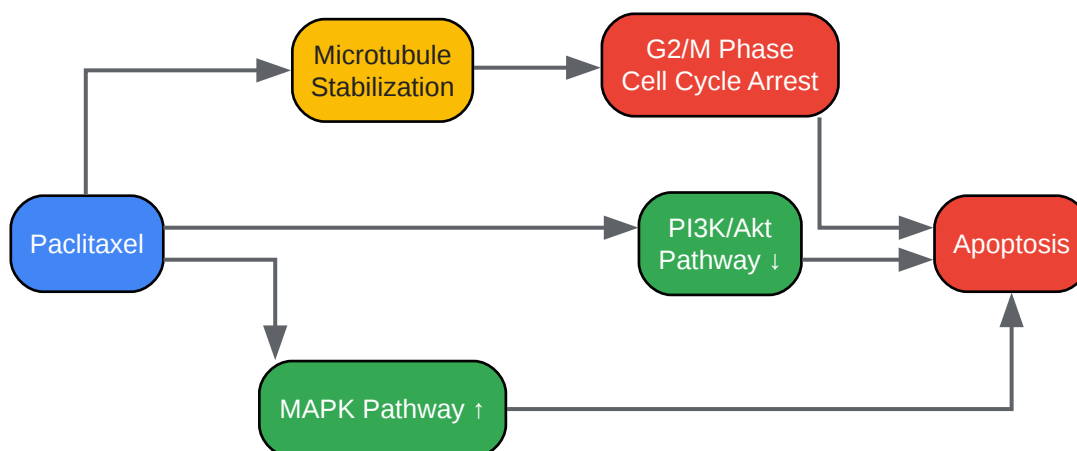 Microtubule
Stabilization
G2/M Phase
Cell Cycle Arrest
Paclitaxel
PI3K/Akt
Pathway ↓
Apoptosis
MAPK Pathway ↑